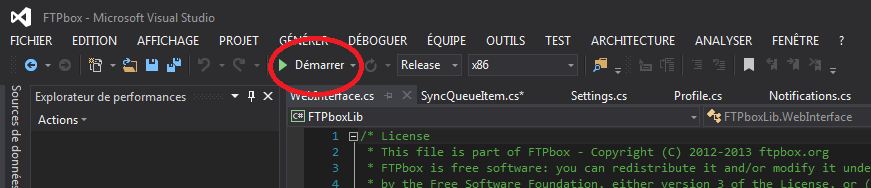 FTPbox - Microsoft Visual Studio
FICHIER EDITION AFFICHAGE PROJET GÉNÉRER DÉBOGUER ÉQUIPE OUTILS TEST ARCHITECTURE ANALYSER FENÊTRE ?
Démarrer Release x86
Sources de données
Explorateur de performances
Actions
WebInterface.cs SyncQueueItem.cs* Settings.cs Profile.cs Notifications.cs
C# FTPboxLib FTPboxLib.WebInterface
1 /* License
2 * This file is part of FTPbox - Copyright (C) 2012-2013 ftpbox.org
3 * FTPbox is free software: you can redistribute it and/or modify it unde
4 * by the Free Software Foundation, either version 3 of the License, or (